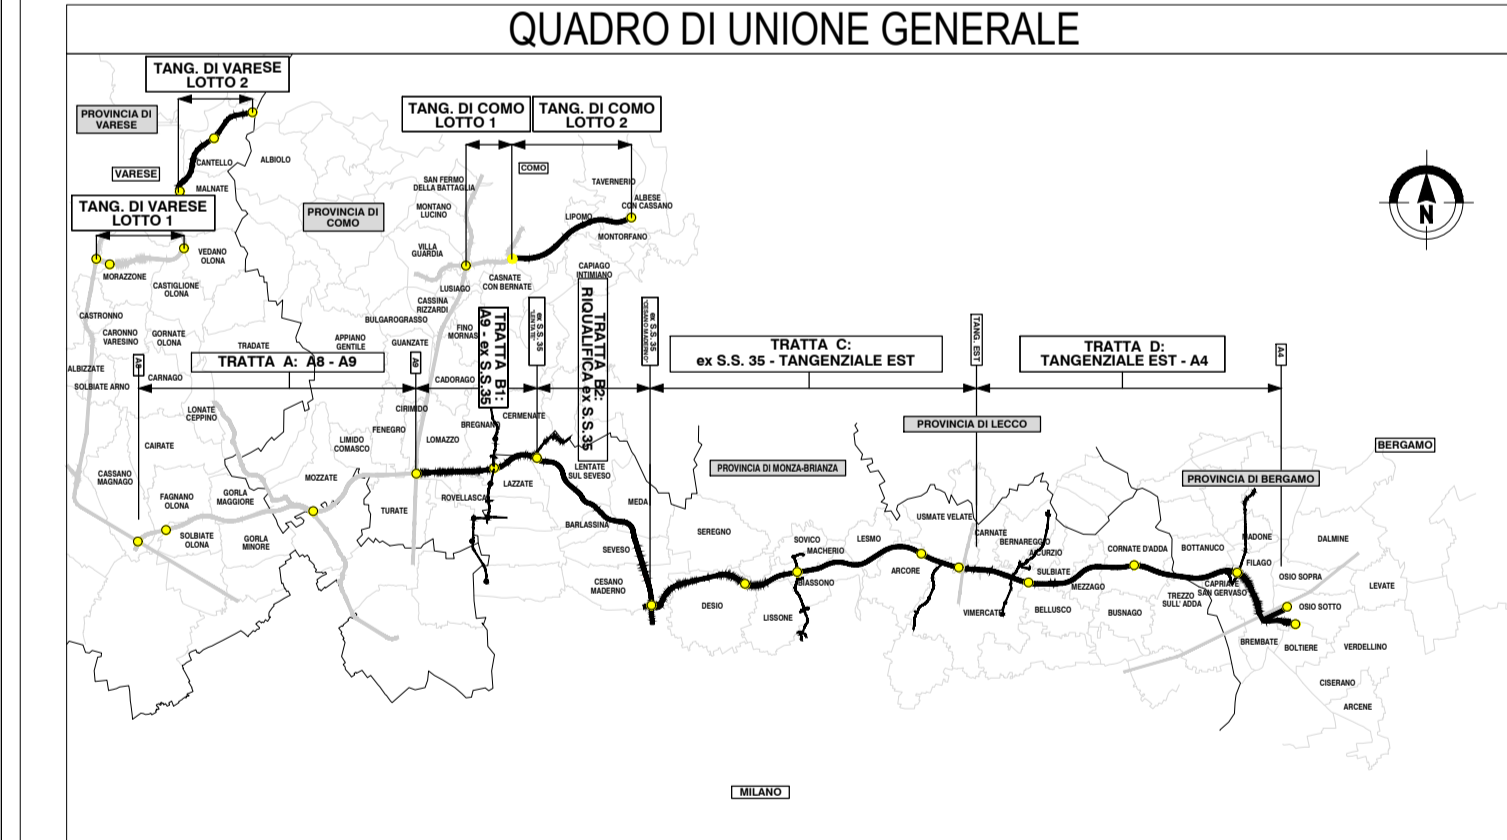 QUADRO DI UNIONE GENERALE
TANG. DI VARESE
LOTTO 2
PROVINCIA DI
VARESE
CANTELLO
ALBIOLO
VARESE
MALNATE
TANG. DI VARESE
LOTTO 1
VEDANO
OLONA
MORAZZONE
CASTIGLIONE
OLONA
CASTRONNO
CARONNO
VARESINO
GORNATE
OLONA
TANG. DI COMO
LOTTO 1
TANG. DI COMO
LOTTO 2
COMO
SAN FERMO
DELLA BATTAGLIA
TAVERNERIO
ALBESE
CON CASSANO
MONTANO
LUCINO
LIPOMO
PROVINCIA DI
COMO
VILLA
GUARDIA
MONTORFANO
CAPIAGO
INTIMIANO
LUSIAGO
CASNATE
CON BERNATE
CASSINA
RIZZARDI
BULGAROGRASSO
FINO
MORNAS
APPIANO
GENTILE
GUANZATE
TRADATE
N
TRATTA A: A8 - A9
A8
A9
TRATTA B1:
A9 - ex S.S.35
ex S.S. 35
"LENTATE"
TRATTA B2:
RIQUALIFICA ex S.S.35
ex S.S. 35
"CESANO MADERNO"
TRATTA C:
ex S.S. 35 - TANGENZIALE EST
TANG. EST
TRATTA D:
TANGENZIALE EST - A4
A4
ALBIZZATE
SOLBIATE ARNO
CARNAGO
CADORAGO
LONATE
CEPPINO
CIRIMIDO
CERMENATE
FENEGRO
BREGNANO
CAIRATE
LIMIDO
COMASCO
LOMAZZO
PROVINCIA DI LECCO
BERGAMO
PROVINCIA DI MONZA-BRIANZA
PROVINCIA DI BERGAMO
CASSANO
MAGNAGO
MOZZATE
LAZZATE
LENTATE
SUL SEVESO
FAGNANO
OLONA
GORLA
MAGGIORE
ROVELLASCA
MEDA
TURATE
BARLASSINA
SOLBIATE
OLONA
GORLA
MINORE
SEVESO
SEREGNO
SOVICO
MACHERIO
LESMO
USMATE VELATE
CARNATE
BERNAREGGIO
AICURZIO
CORNATE D'ADDA
BOTTANUCO
MADONE
DALMINE
FILAGO
CESANO
MADERNO
BIASSONO
ARCORE
SULBIATE
MEZZAGO
CAPRIATE
SAN GERVASO
OSIO SOPRA
LEVATE
DESIO
LISSONE
VIMERCATE
BELLUSCO
BUSNAGO
TREZZO
SULL' ADDA
OSIO SOTTO
BREMBATE
BOLTIERE
VERDELLINO
CISERANO
ARCENE
MILANO